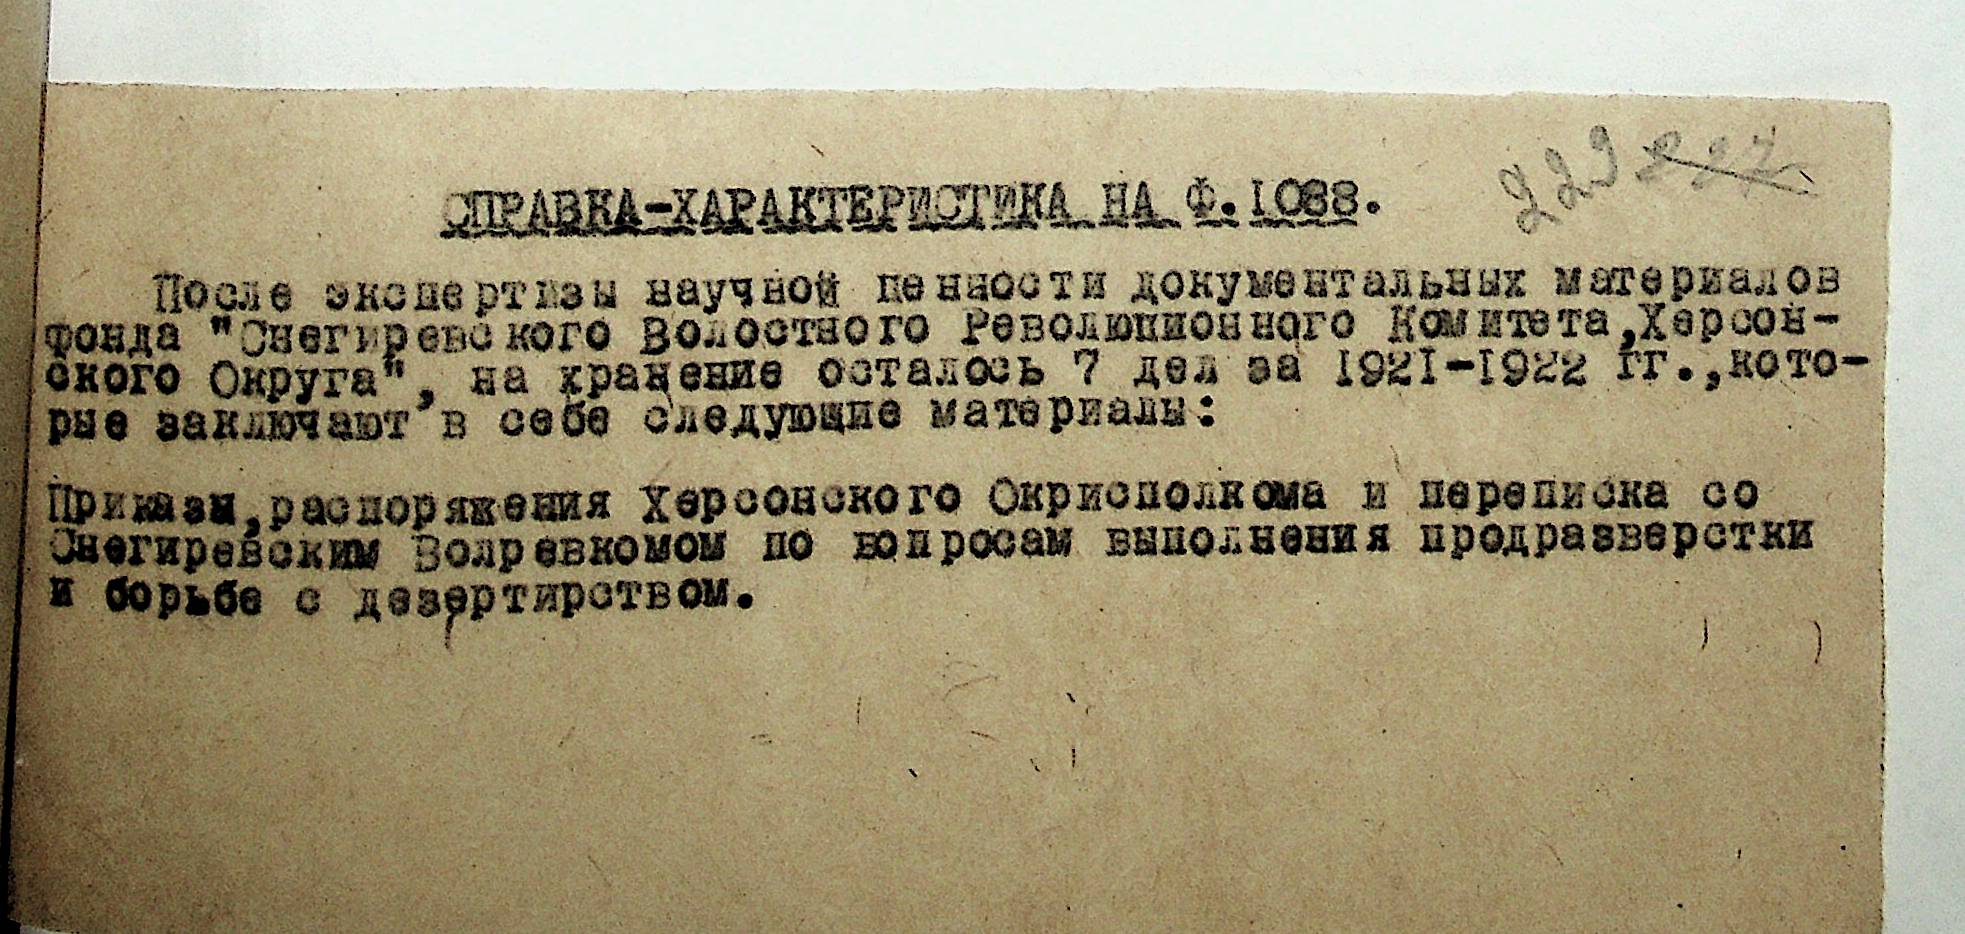 229
СПРАВКА-ХАРАКТЕРИСТИКА НА Ф.I088.
После экспертизы научной ценности документальных материалов
фонда "Снегиревского Волостного Революционного Комитета,Херсон-
ского Округа", на хранение осталось 7 дел за 1921-1922 гг.,кото-
рые заключают в себе следующие материалы:
Приказы,распоряжения Херсонского Окрисполкома и переписка со
Снегиревским Волревкомом по вопросам выполнения продразверстки
и борьбе с дезертирством.